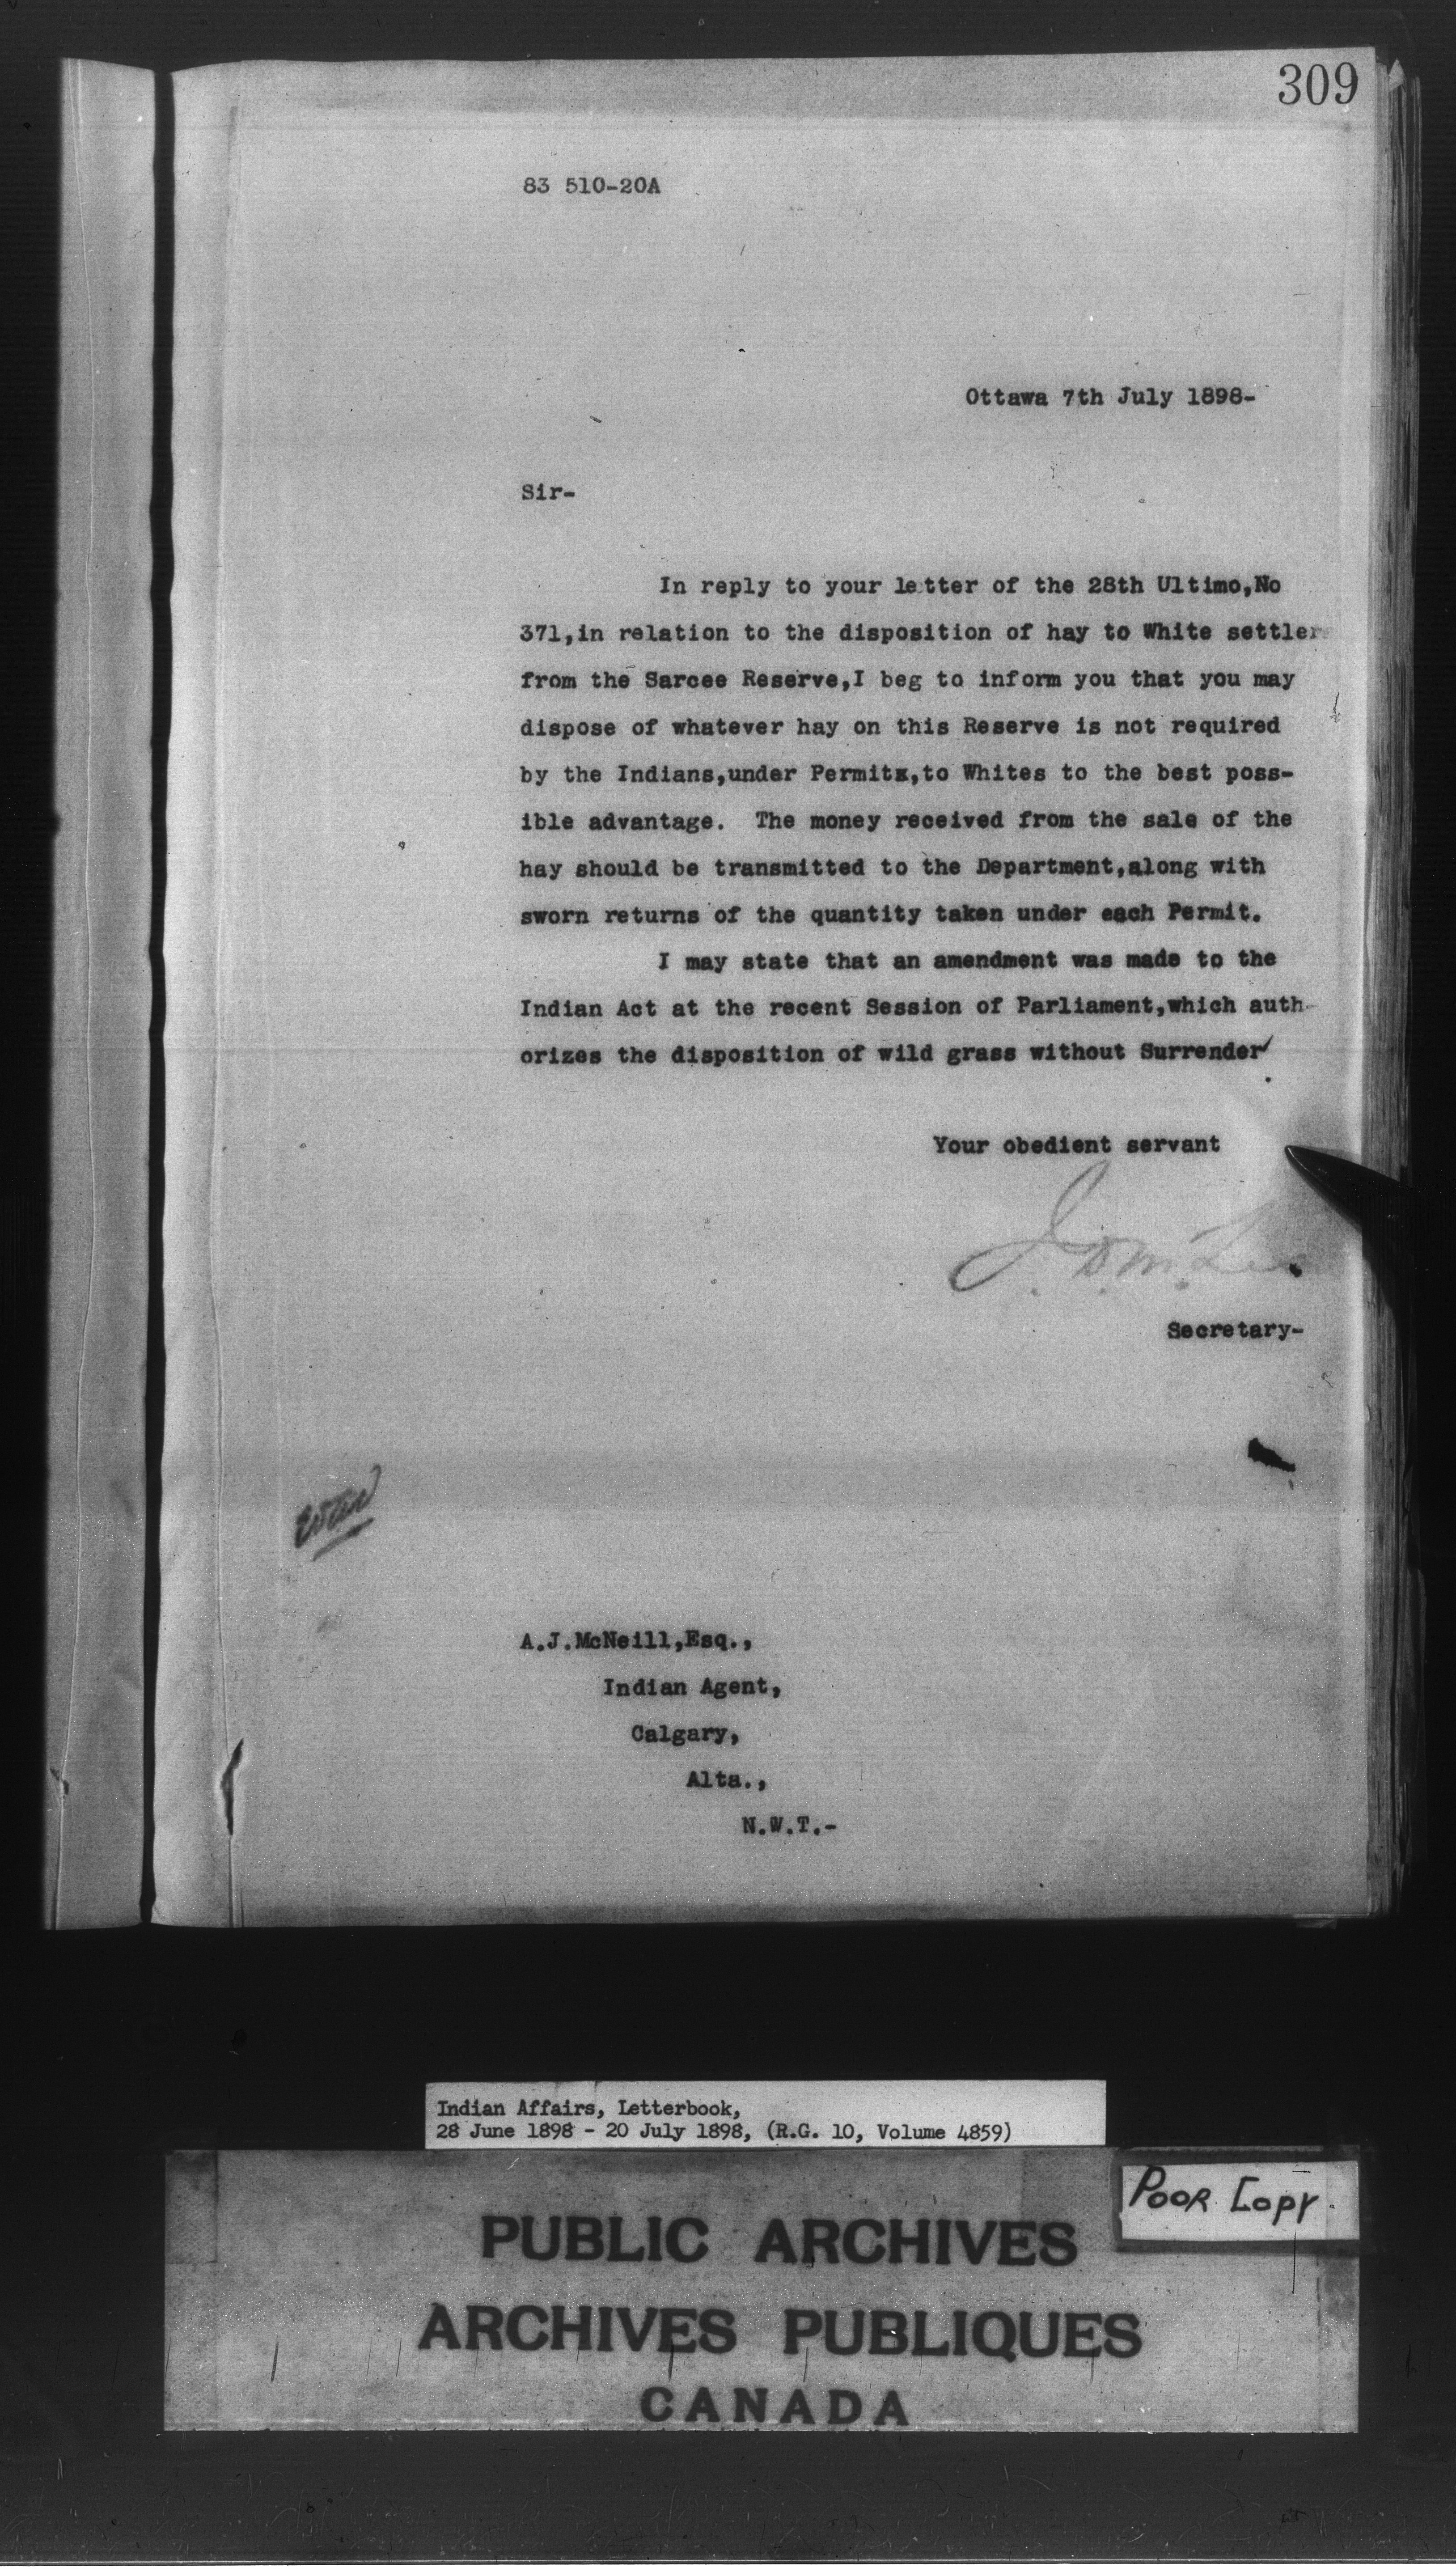 309
83 510-20A
Ottawa 7th July 1898-
Sir-
In reply to your letter of the 28th Ultimo,No
371,in relation to the disposition of hay to White settlers
from the Sarcee Reserve,I beg to inform you that you may
dispose of whatever hay on this Reserve is not required
by the Indians,under Permits,to Whites to the best poss-
ible advantage. The money received from the sale of the
hay should be transmitted to the Department,along with
sworn returns of the quantity taken under each Permit.
I may state that an amendment was made to the
Indian Act at the recent Session of Parliament,which auth-
orizes the disposition of wild grass without Surrender
.
Your obedient servant
Secretary-
A.J.McNeill,Esq.,
Indian Agent,
Calgary,
Alta.,
N.W.T.-
Indian Affairs, Letterbook,
28 June 1898 - 20 July 1898, (R.G. 10, Volume 4859)
POOR COPY.
PUBLIC ARCHIVES
ARCHIVES PUBLIQUES
CANADA